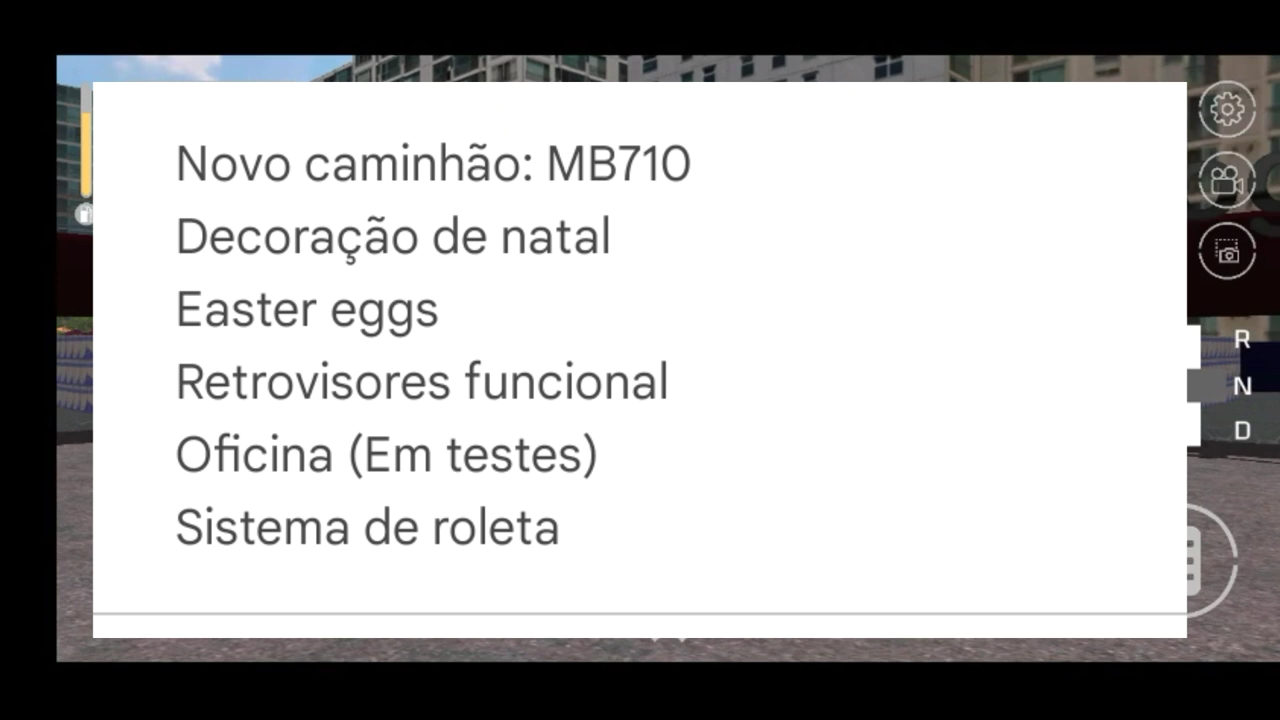 Novo caminhão: MB710
Decoração de natal
Easter eggs
Retrovisores funcional
Oficina (Em testes)
Sistema de roleta
R
N
D